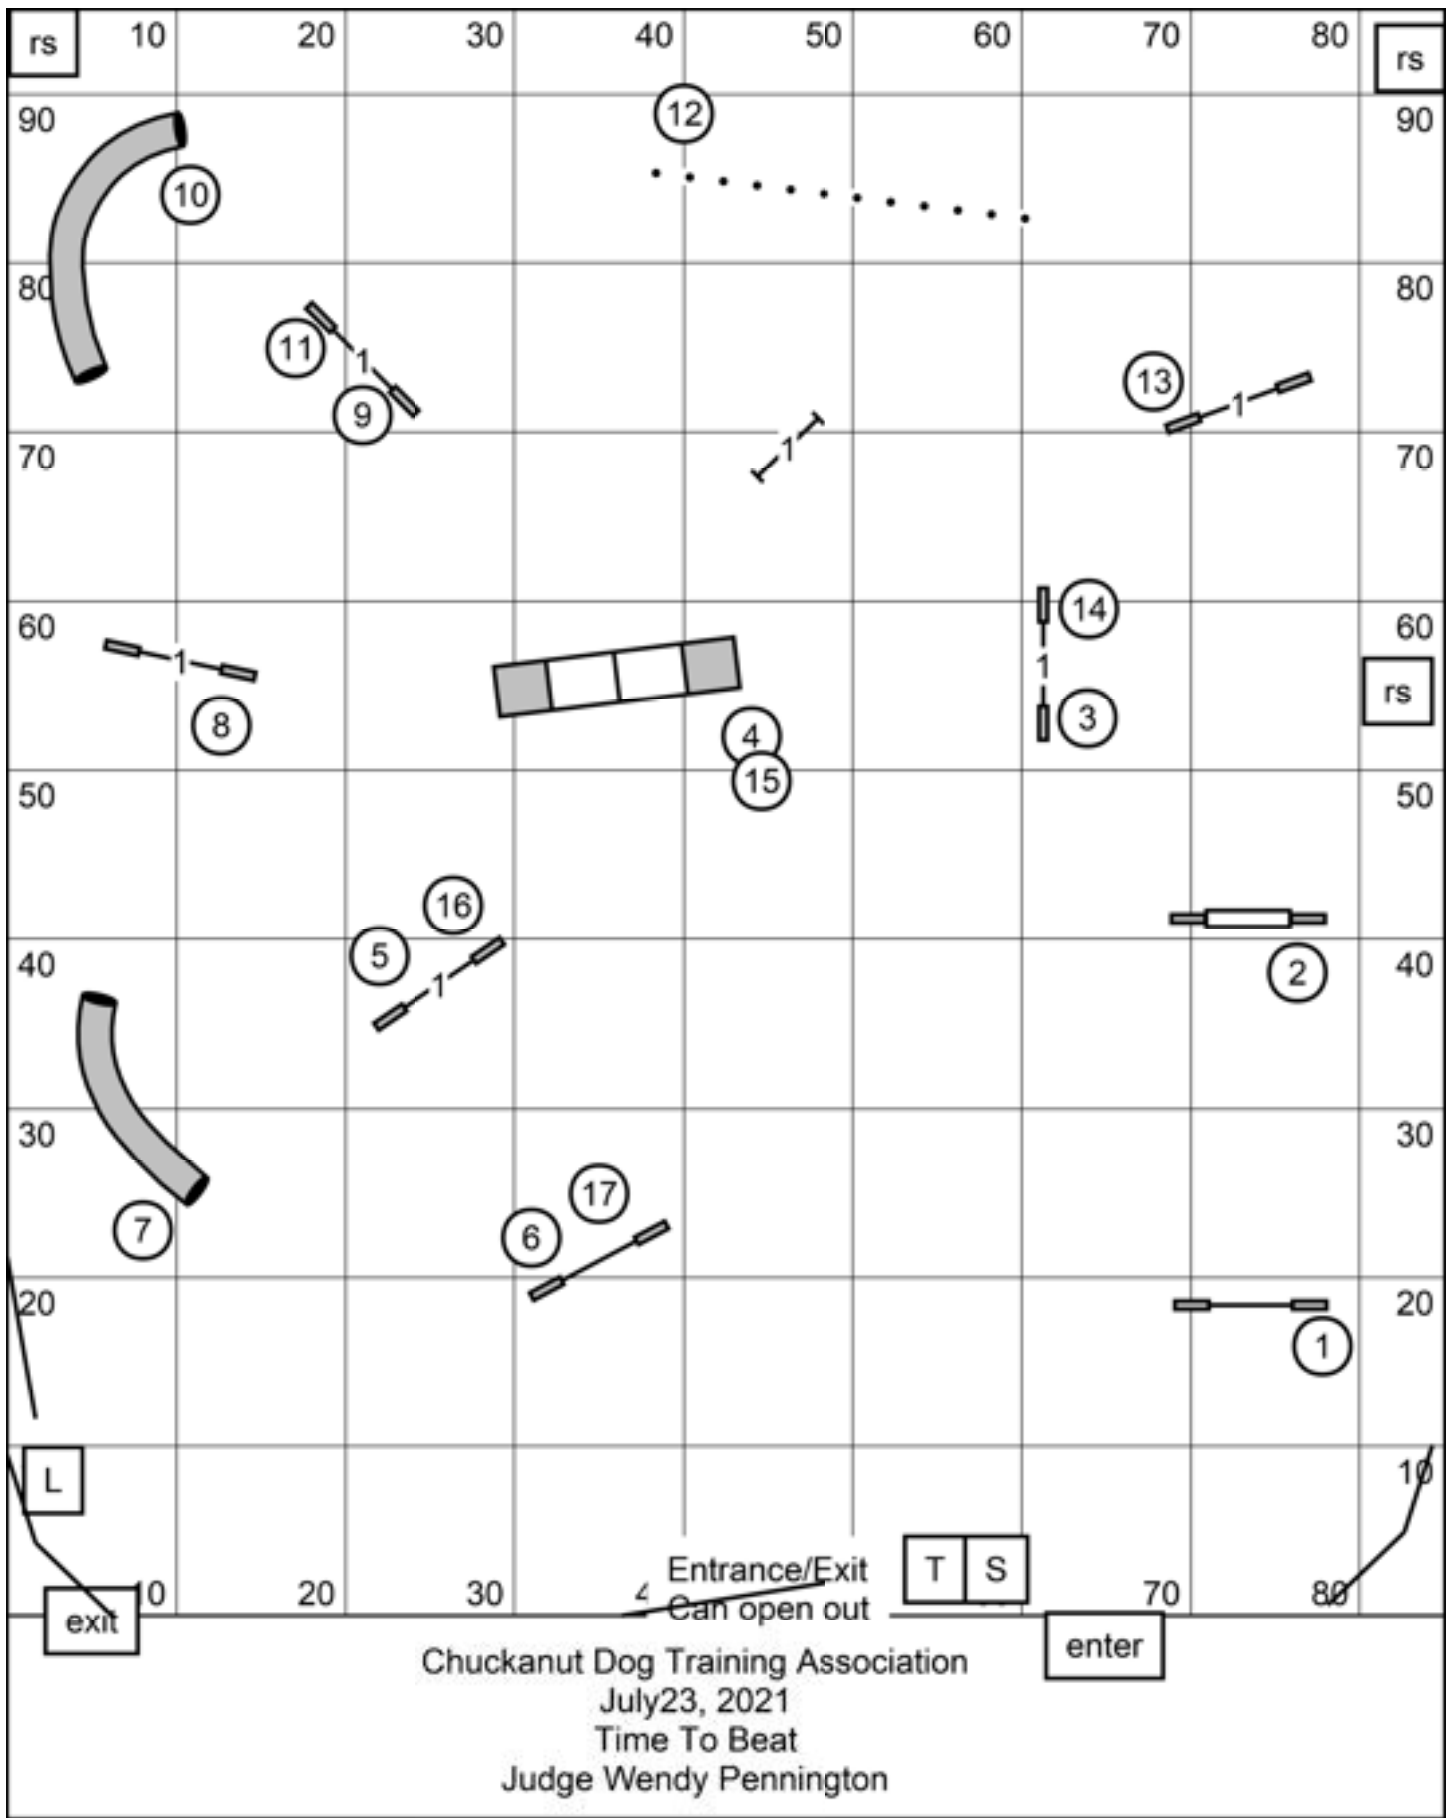 rs 10 20 30 40 50 60 70 80 rs
90 12 90
10
80 11 1 13 1 80
9
70 1 70
60 1 8 14 1 3 60
rs
4
50 15 50
16
5 1
40 2 40
30 30
7 6 17
20 20
1
L 10
10 20 30 4 Entrance/Exit T S 70 80
exit Can open out
enter
Chuckanut Dog Training Association
July23, 2021
Time To Beat
Judge Wendy Pennington